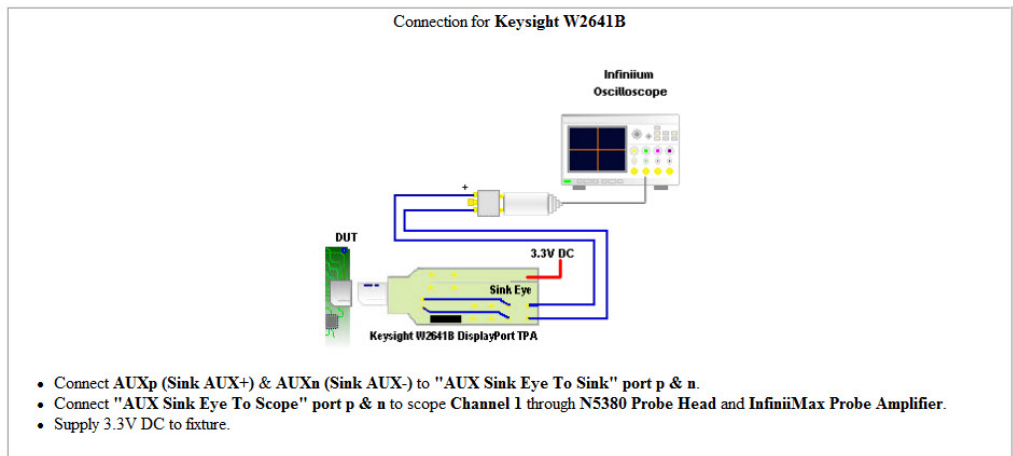 Connection for Keysight W2641B
Infiniium
Oscilloscope
+
DUT
3.3V DC
Sink Eye
Keysight W2641B DisplayPort TPA
• Connect AUXp (Sink AUX+) & AUXn (Sink AUX-) to "AUX Sink Eye To Sink" port p & n.
• Connect "AUX Sink Eye To Scope" port p & n to scope Channel 1 through N5380 Probe Head and InfiniiMax Probe Amplifier.
• Supply 3.3V DC to fixture.